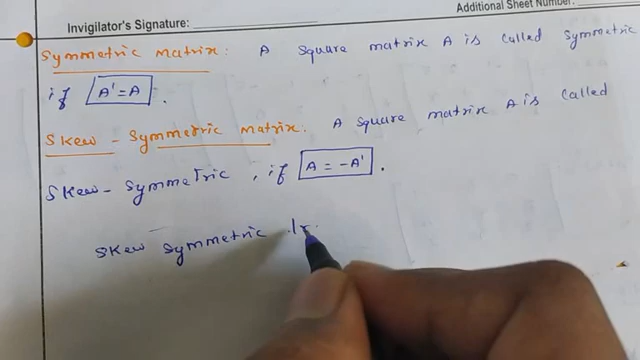 Invigilator's Signature:
Additional Sheet Number:
Symmetric Matrix: A square matrix A is called symmetric
if A' = A.
Skew-Symmetric Matrix: A square matrix A is called
Skew-Symmetric, if A = -A'.
Skew Symmetric